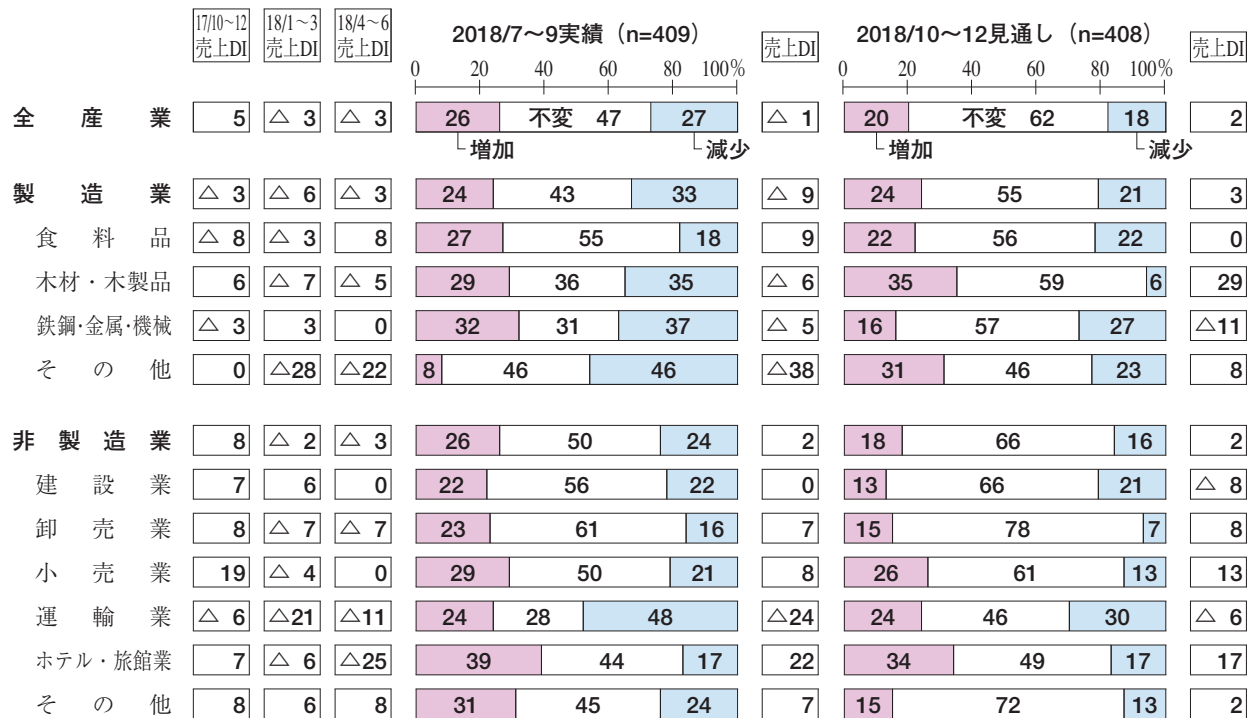 17/10~12 18/1~3 18/4~6 2018/7~9実績（n=409） 2018/10~12見通し（n=408）
売上DI 売上DI 売上DI 売上DI 売上DI
0 20 40 60 80 100% 0 20 40 60 80 100%
全産業 5 △3 △3 26 不変 47 27 △1 20 不変 62 18 2
増加 減少 増加 減少
製造業 △3 △6 △3 24 43 33 △9 24 55 21 3
食料品 △8 △3 8 27 55 18 9 22 56 22 0
木材・木製品 6 △7 △5 29 36 35 △6 35 59 6 29
鉄鋼・金属・機械 △3 3 0 32 31 37 △5 16 57 27 △11
その他 0 △28 △22 8 46 46 △38 31 46 23 8
非製造業 8 △2 △3 26 50 24 2 18 66 16 2
建設業 7 6 0 22 56 22 0 13 66 21 △8
卸売業 8 △7 △7 23 61 16 7 15 78 7 8
小売業 19 △4 0 29 50 21 8 26 61 13 13
運輸業 △6 △21 △11 24 28 48 △24 24 46 30 △6
ホテル・旅館業 7 △6 △25 39 44 17 22 34 49 17 17
その他 8 6 8 31 45 24 7 15 72 13 2